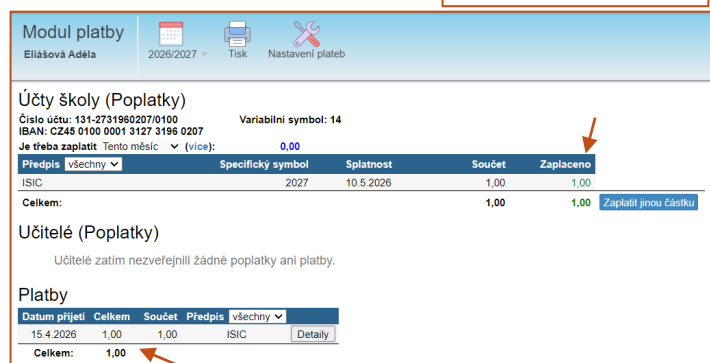 Modul platby
Eliášová Adéla
2026/2027
Tisk
Nastavení plateb
Účty školy (Poplatky)
Číslo účtu: 131-2731960207/0100 Variabilní symbol: 14
IBAN: CZ45 0100 0001 3127 3196 0207
Je třeba zaplatit Tento měsíc (více): 0,00
Předpis všechny Specifický symbol Splatnost Součet Zaplaceno
ISIC 2027 10.5.2026 1,00 1,00
Celkem: 1,00 1,00 Zaplatit jinou částku
Učitelé (Poplatky)
Učitelé zatím nezveřejnili žádné poplatky ani platby.
Platby
Datum přijetí Celkem Součet Předpis všechny
15.4.2026 1,00 1,00 ISIC Detaily
Celkem: 1,00